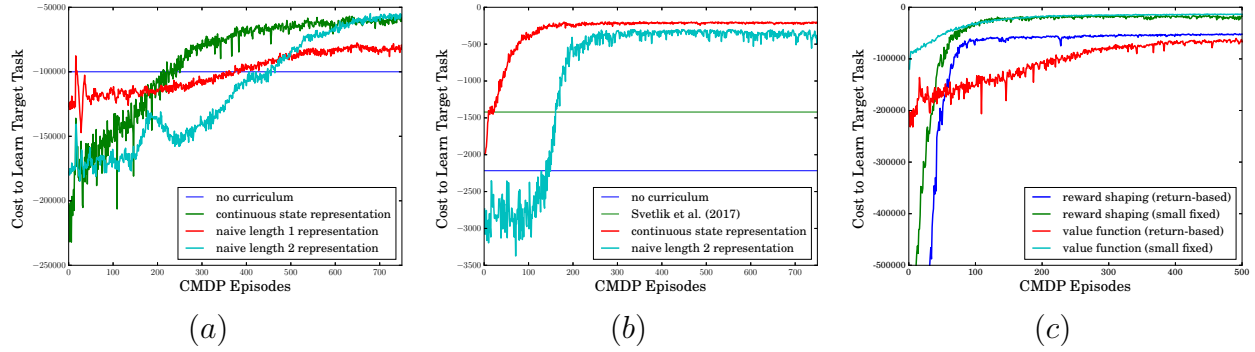 -50000
-100000
-150000
-200000
-250000
0 100 200 300 400 500 600 700
Cost to Learn Target Task
CMDP Episodes
no curriculum
continuous state representation
naive length 1 representation
naive length 2 representation
(a)
0
-500
-1000
-1500
-2000
-2500
-3000
-3500
0 100 200 300 400 500 600 700
Cost to Learn Target Task
CMDP Episodes
no curriculum
Svetlik et al. (2017)
continuous state representation
naive length 2 representation
(b)
0
-100000
-200000
-300000
-400000
-500000
0 100 200 300 400 500
Cost to Learn Target Task
CMDP Episodes
reward shaping (return-based)
reward shaping (small fixed)
value function (return-based)
value function (small fixed)
(c)